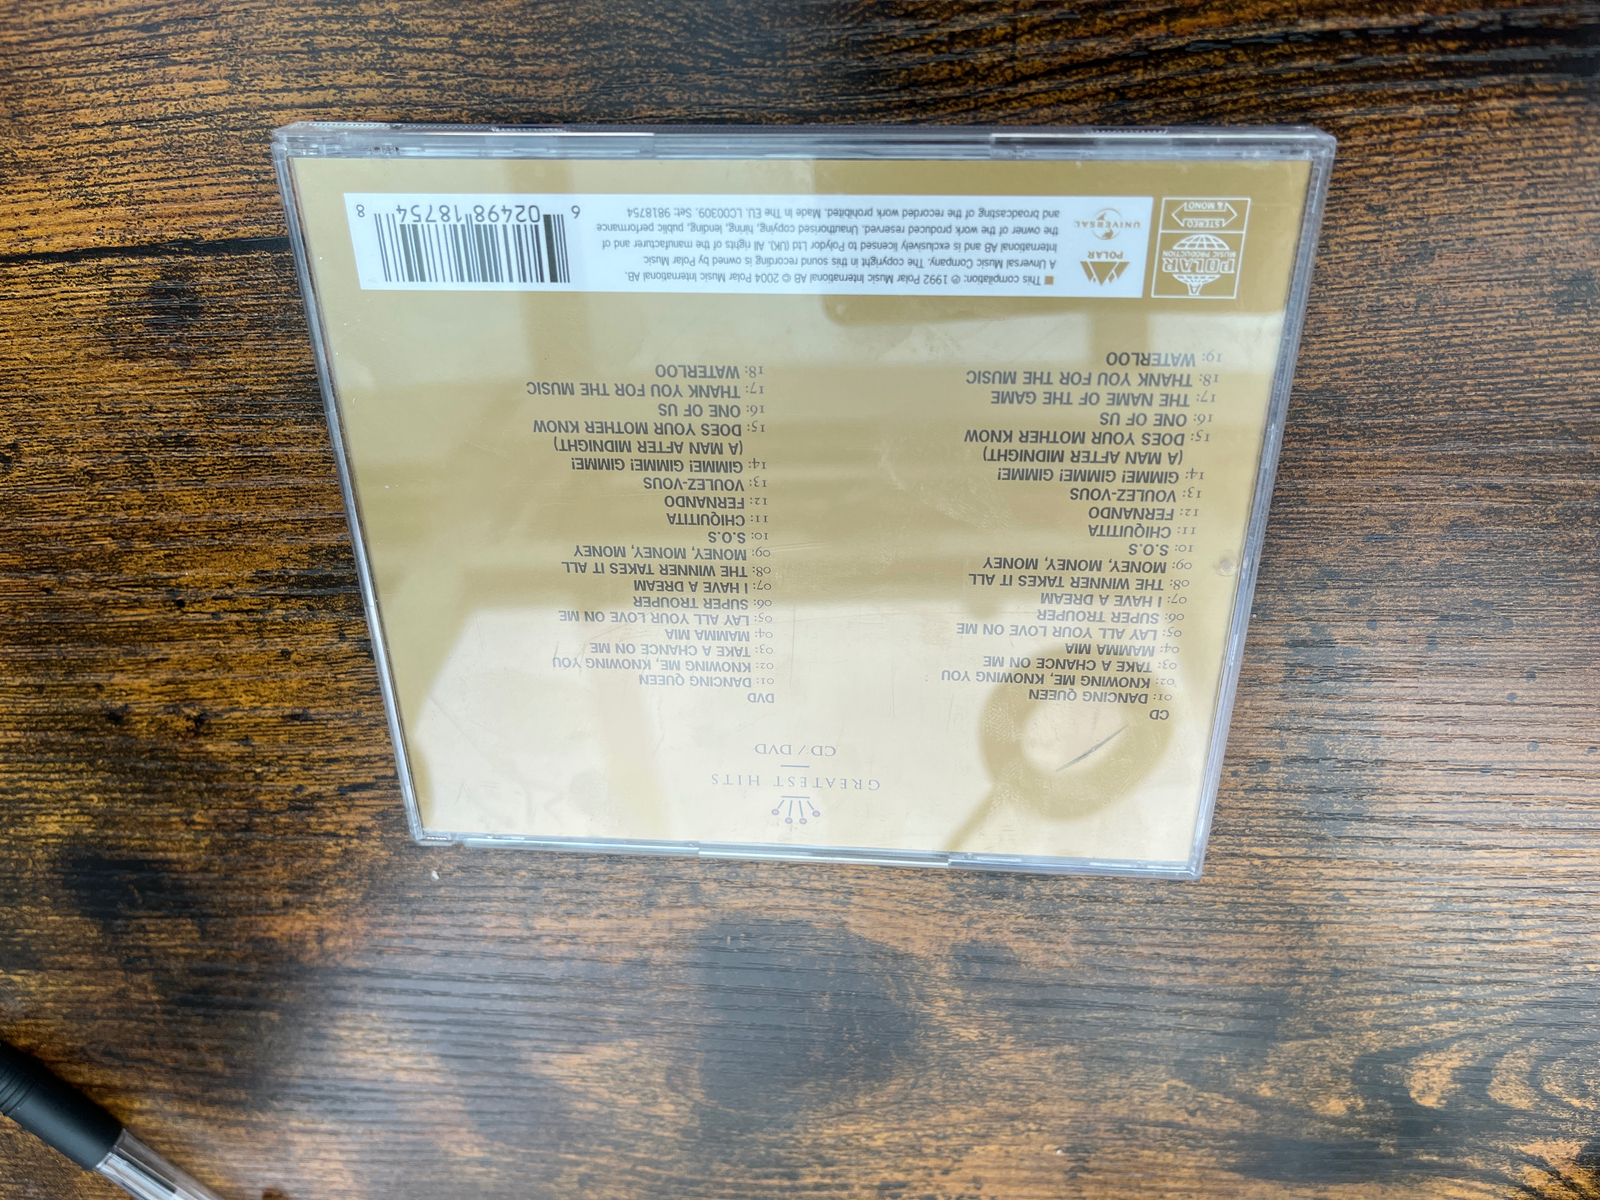 GREATEST HITS
CD / DVD
CD
01: DANCING QUEEN
02: KNOWING ME, KNOWING YOU
03: TAKE A CHANCE ON ME
04: MAMMA MIA
05: LAY ALL YOUR LOVE ON ME
06: SUPER TROUPER
07: I HAVE A DREAM
08: THE WINNER TAKES IT ALL
09: MONEY, MONEY, MONEY
10: S.O.S
11: CHIQUITITA
12: FERNANDO
13: VOULEZ-VOUS
14: GIMME! GIMME! GIMME!
(A MAN AFTER MIDNIGHT)
15: DOES YOUR MOTHER KNOW
16: ONE OF US
17: THE NAME OF THE GAME
18: THANK YOU FOR THE MUSIC
19: WATERLOO
DVD
01: DANCING QUEEN
02: KNOWING ME, KNOWING YOU
03: TAKE A CHANCE ON ME
04: MAMMA MIA
05: LAY ALL YOUR LOVE ON ME
06: SUPER TROUPER
07: I HAVE A DREAM
08: THE WINNER TAKES IT ALL
09: MONEY, MONEY, MONEY
10: S.O.S
11: CHIQUITITA
12: FERNANDO
13: VOULEZ-VOUS
14: GIMME! GIMME! GIMME!
(A MAN AFTER MIDNIGHT)
15: DOES YOUR MOTHER KNOW
16: ONE OF US
17: THANK YOU FOR THE MUSIC
18: WATERLOO
A
POLAR
MUSIC PRODUCTION
STEREO
& MONO
POLAR
UNIVERSAL
■ This compilation: ℗ 1992 Polar Music International AB © 2004 Polar Music International AB.
A Universal Music Company. The copyright in this sound recording is owned by Polar Music
International AB and is exclusively licensed to Polydor Ltd (UK). All rights of the manufacturer and of
the owner of the work produced reserved. Unauthorised copying, hiring, lending, public performance
and broadcasting of the recorded work prohibited. Made in The EU. LC00309. Set: 9818754
6 02498 18754 8